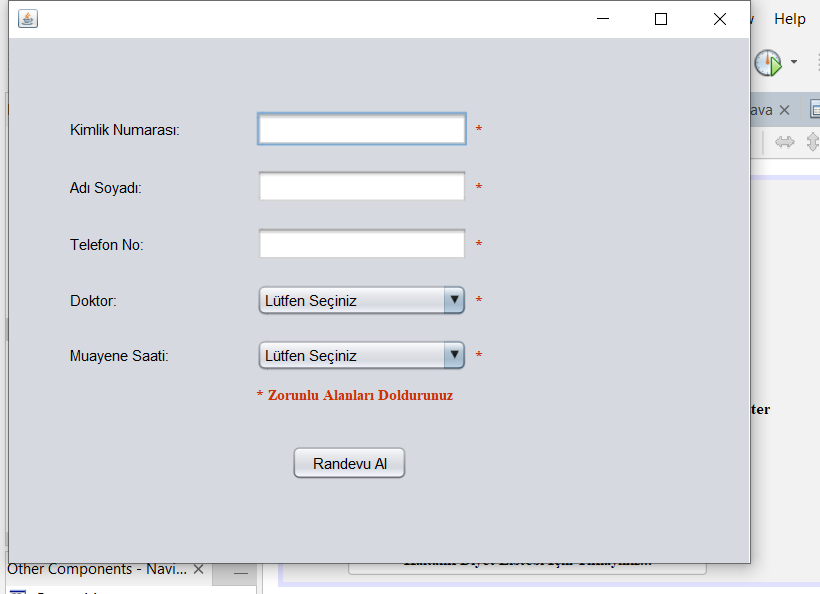 Help
ava
Kimlik Numarası: *
Adı Soyadı: *
Telefon No: *
Doktor: Lütfen Seçiniz *
Muayene Saati: Lütfen Seçiniz *
* Zorunlu Alanları Doldurunuz
ter
Randevu Al
Other Components - Navi...